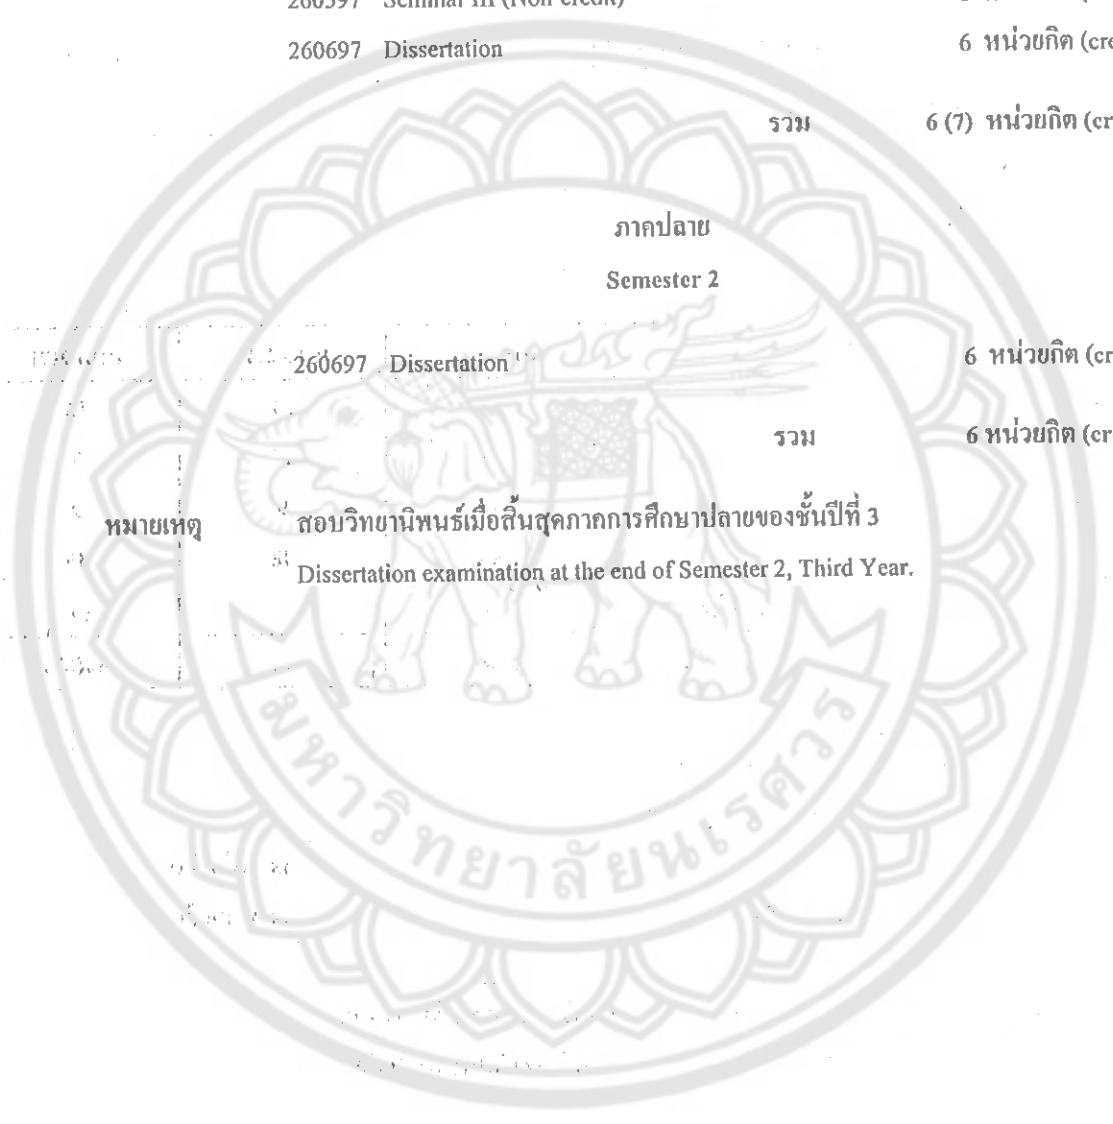 260597 Seminar III (Non-credit)
260697 Dissertation 6 หน่วยกิต
รวม 6 (7) หน่วยกิต
ภาคปลาย
Semester 2
260697 Dissertation 6 หน่วยกิต
รวม 6 หน่วยกิต
หมายเหตุ สอบวิทยานิพนธ์เมื่อสิ้นสุดภาคการศึกษาปลายของชั้นปีที่ 3
Dissertation examination at the end of Semester 2, Third Year.
มหาวิทยาลัยนเรศวร